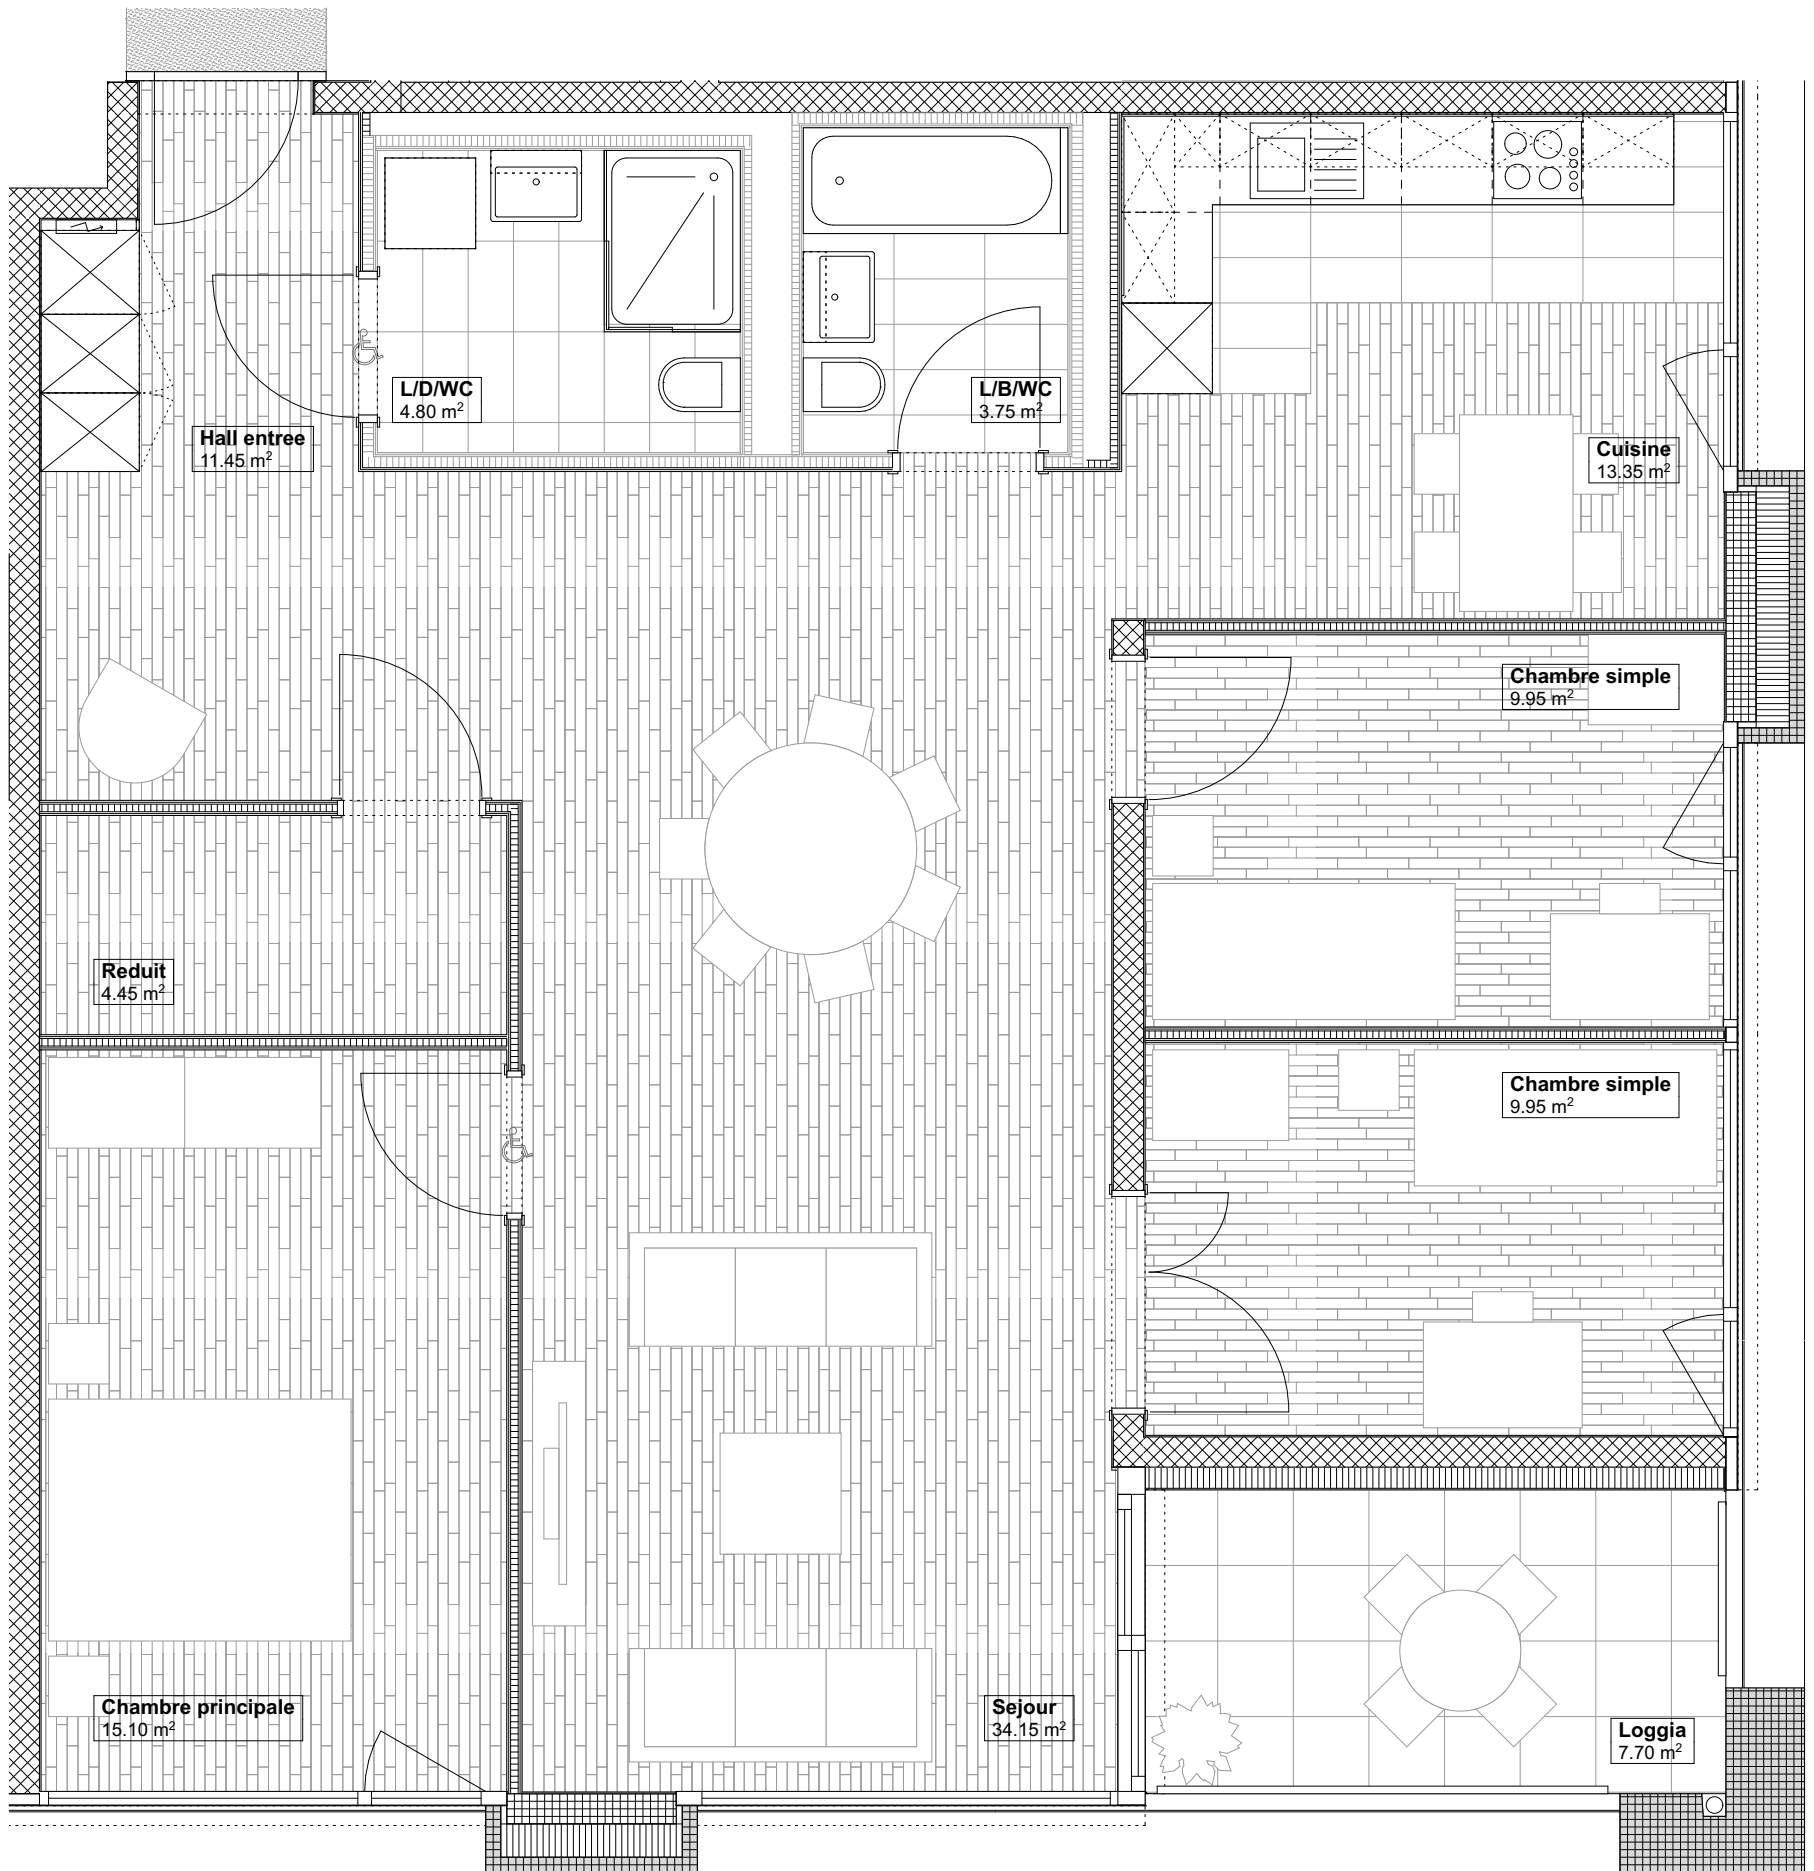 L/D/WC
4.80 m²
L/B/WC
3.75 m²
Hall entree
11.45 m²
Cuisine
13.35 m²
Chambre simple
9.95 m²
Reduit
4.45 m²
Chambre simple
9.95 m²
Chambre principale
15.10 m²
Sejour
34.15 m²
Loggia
7.70 m²